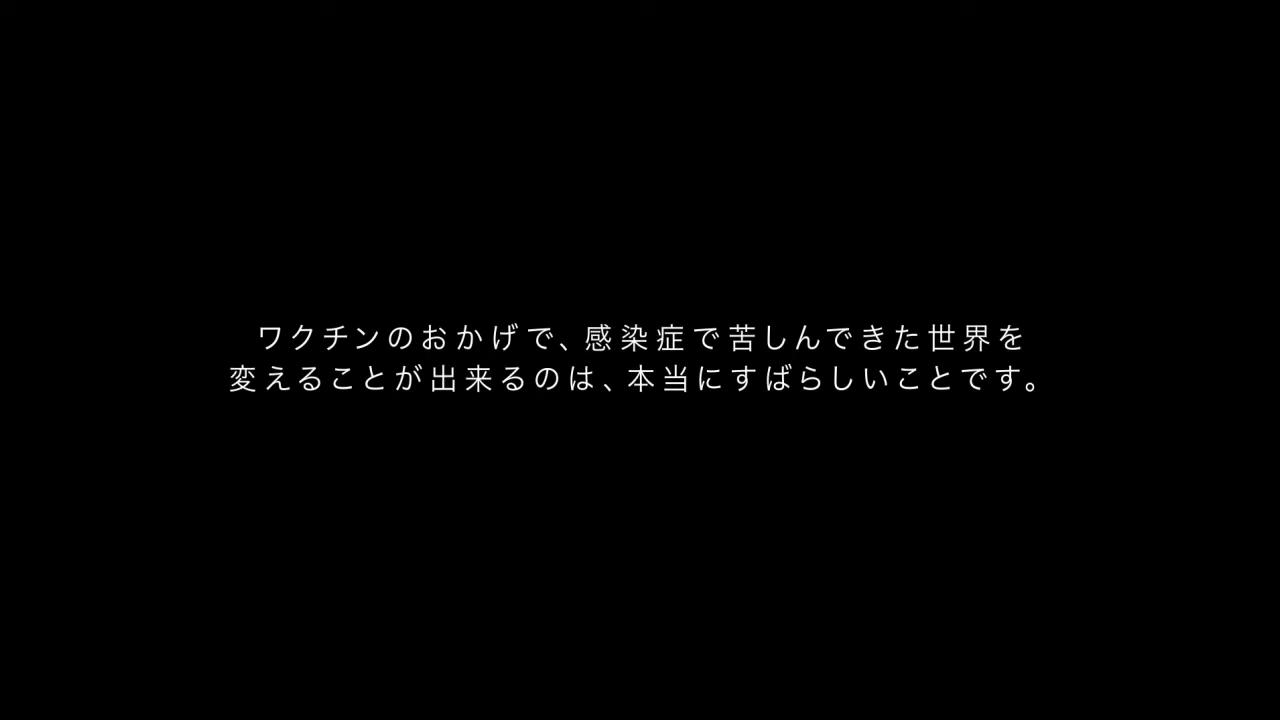 ワクチンのおかげで、感染症で苦しんできた世界を
変えることが出来るのは、本当にすばらしいことです。